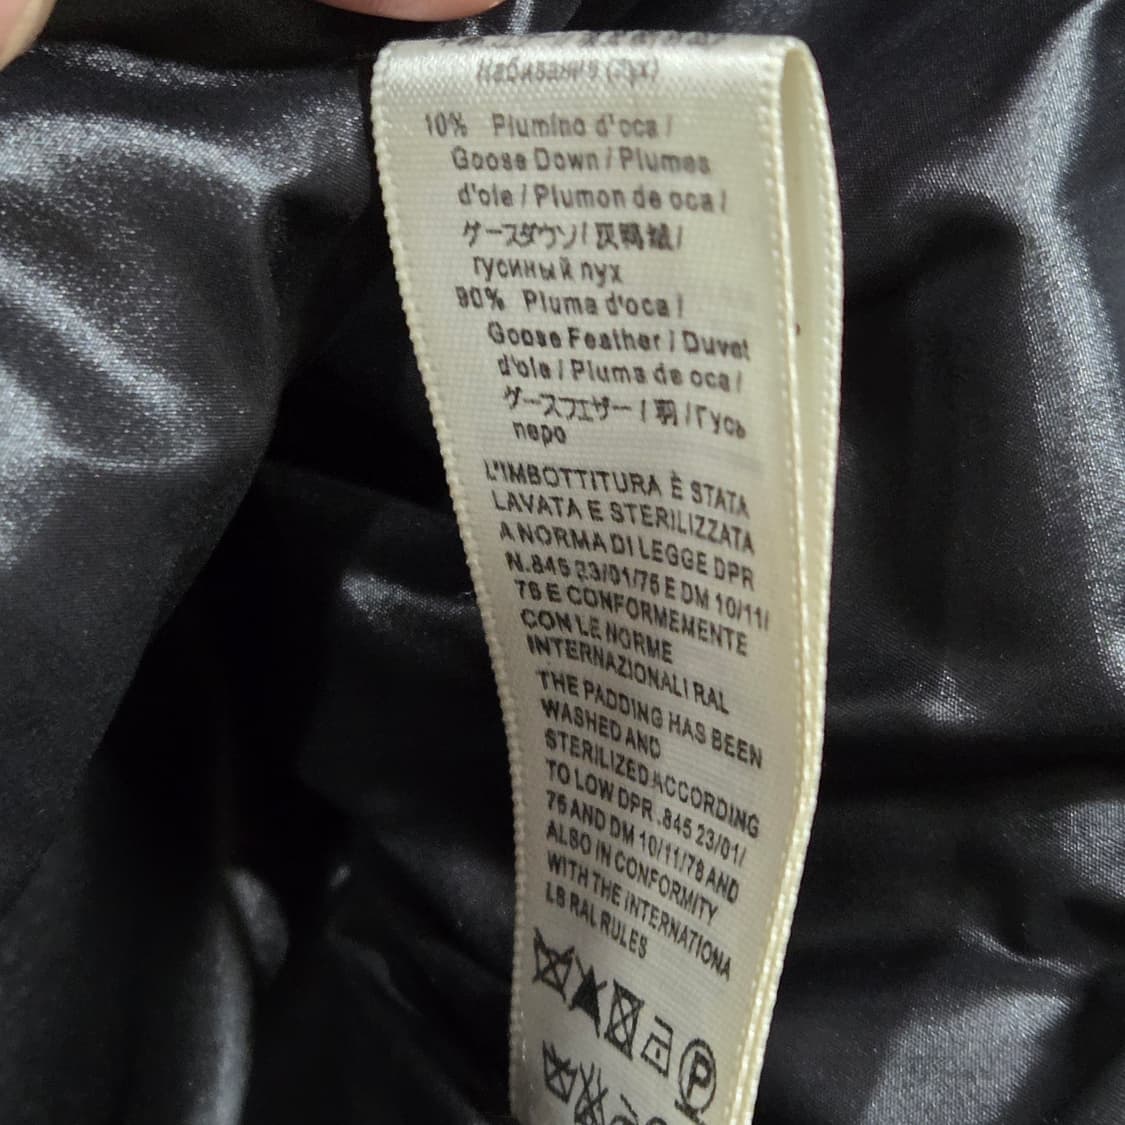 Набивания (пух)
10% Piumino d'oca /
Goose Down / Plumes
d'oie / Plumon de oca /
グースダウン / 灰鸭绒 /
гусиный пух
90% Piuma d'oca /
Goose Feather / Duvet
d'oie / Pluma de oca /
グースフェザー / 羽 / Гусь
перо
L'IMBOTTITURA È STATA
LAVATA E STERILIZZATA
A NORMA DI LEGGE DPR
N.845 23/01/75 E DM 10/11/
76 E CONFORMEMENTE
CON LE NORME
INTERNAZIONALI RAL
THE PADDING HAS BEEN
WASHED AND
STERILIZED ACCORDING
TO LOW DPR .845 23/01/
75 AND DM 10/11/76 AND
ALSO IN CONFORMITY
WITH THE INTERNATIONA
LS RAL RULES
P